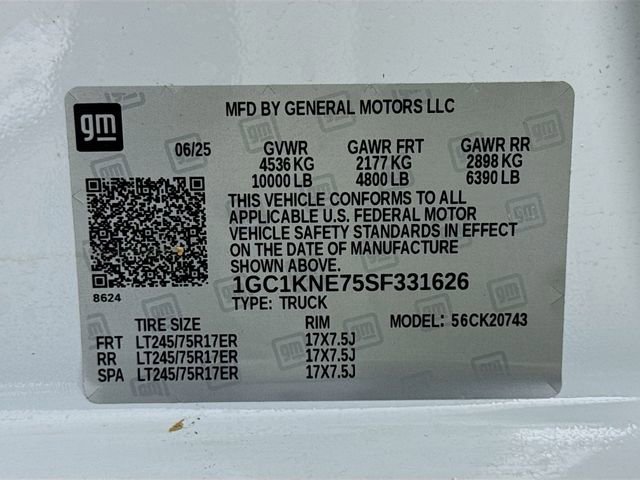 gm
MFD BY GENERAL MOTORS LLC
06/25 GVWR GAWR FRT GAWR RR
4536 KG 2177 KG 2898 KG
10000 LB 4800 LB 6390 LB
THIS VEHICLE CONFORMS TO ALL
APPLICABLE U.S. FEDERAL MOTOR
VEHICLE SAFETY STANDARDS IN EFFECT
ON THE DATE OF MANUFACTURE
SHOWN ABOVE.
1GC1KNE75SF331626
8624
TYPE: TRUCK
TIRE SIZE RIM MODEL: 56CK20743
FRT LT245/75R17ER 17X7.5J
RR LT245/75R17ER 17X7.5J
SPA LT245/75R17ER 17X7.5J